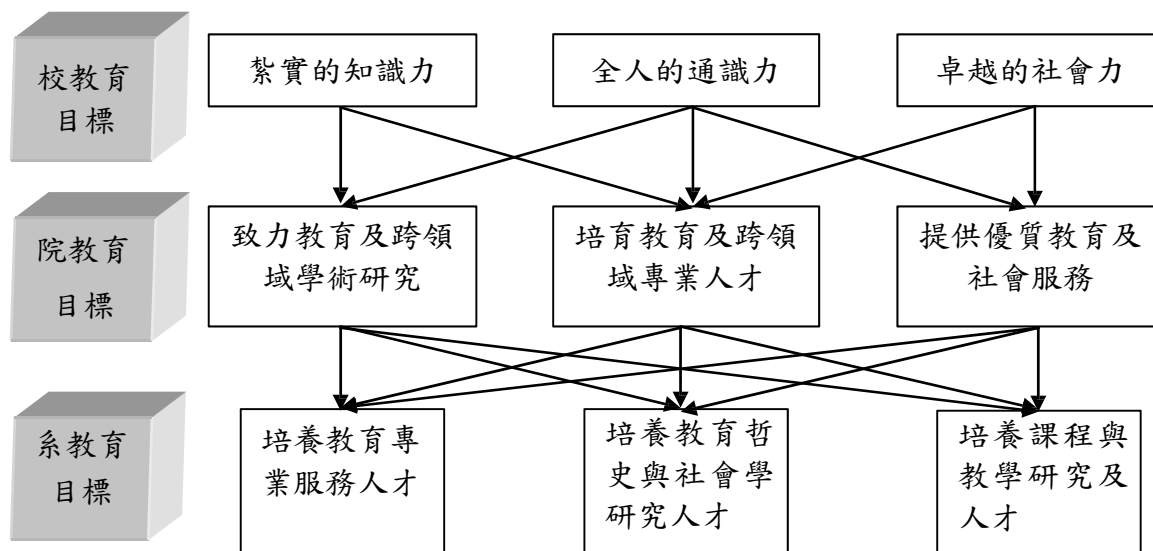 校教育
目標
紮實的知識力
全人的通識力
卓越的社會力
院教育
目標
致力教育及跨領
域學術研究
培育教育及跨領
域專業人才
提供優質教育及
社會服務
系教育
目標
培養教育專
業服務人才
培養教育哲
史與社會學
研究人才
培養課程與
教學研究及
人才